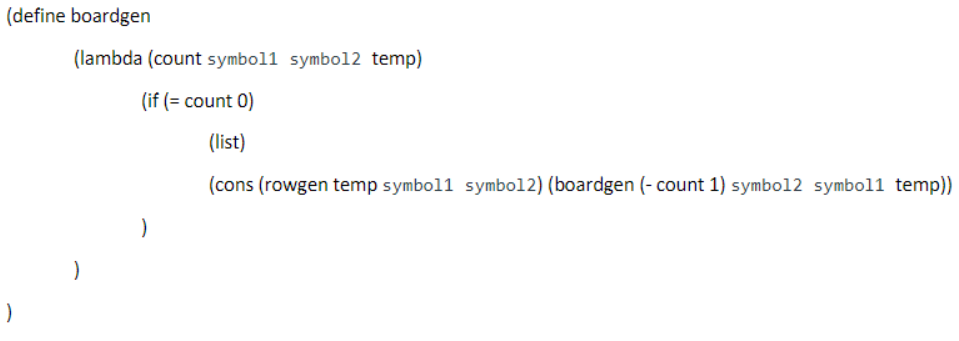 (define boardgen
(lambda (count symbol1 symbol2 temp)
(if (= count 0)
(list)
(cons (rowgen temp symbol1 symbol2) (boardgen (- count 1) symbol2 symbol1 temp))
)
)
)